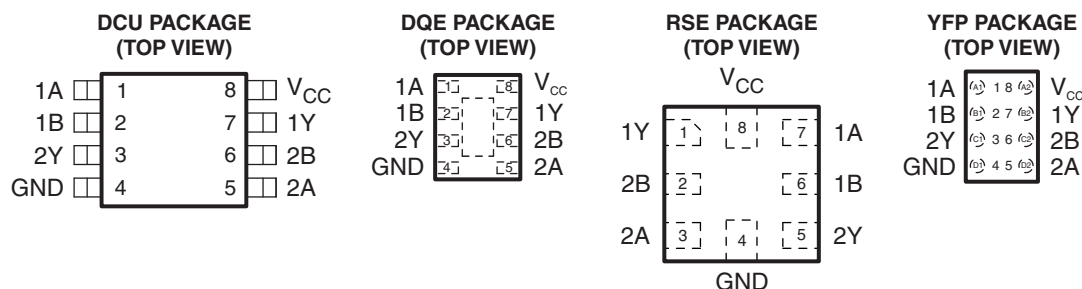 DCU PACKAGE
(TOP VIEW)
1A 1 8 VCC
1B 2 7 1Y
2Y 3 6 2B
GND 4 5 2A
DQE PACKAGE
(TOP VIEW)
1A 1 8 VCC
1B 2 7 1Y
2Y 3 6 2B
GND 4 5 2A
RSE PACKAGE
(TOP VIEW)
VCC
1Y 1 8 7 1A
2B 2 6 1B
2A 3 4 5 2Y
GND
YFP PACKAGE
(TOP VIEW)
1A A1 1 8 A2 VCC
1B B1 2 7 B2 1Y
2Y C1 3 6 C2 2B
GND D1 4 5 D2 2A